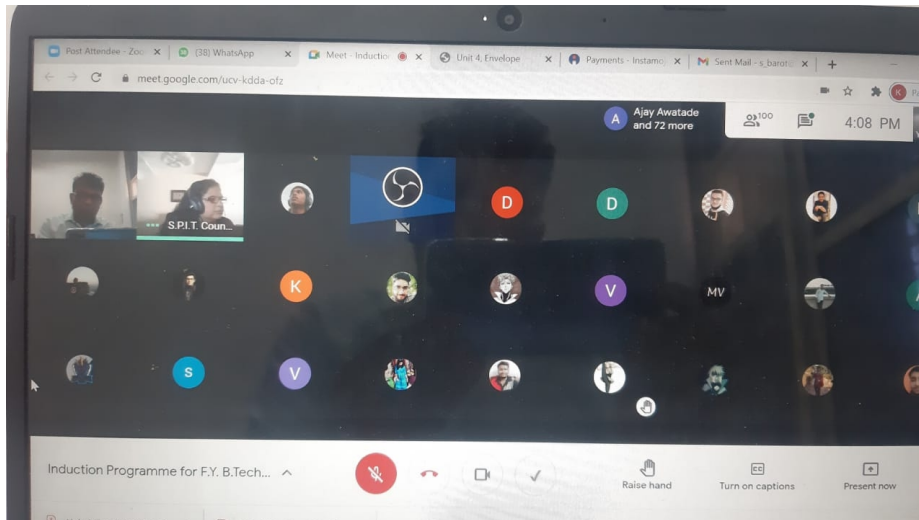 Post Attendee - Zoo
(38) WhatsApp
Meet - Inductio
Unit 4, Envelope
Payments - Instamo
Sent Mail - s_baro
meet.google.com/ucv-kdda-ofz
K
A
Ajay Awatade
and 72 more
100
4:08 PM
S.P.I.T. Coun...
D
D
K
V
MV
S
V
Induction Programme for F.Y. B.Tech...
Raise hand
CC
Turn on captions
Present now